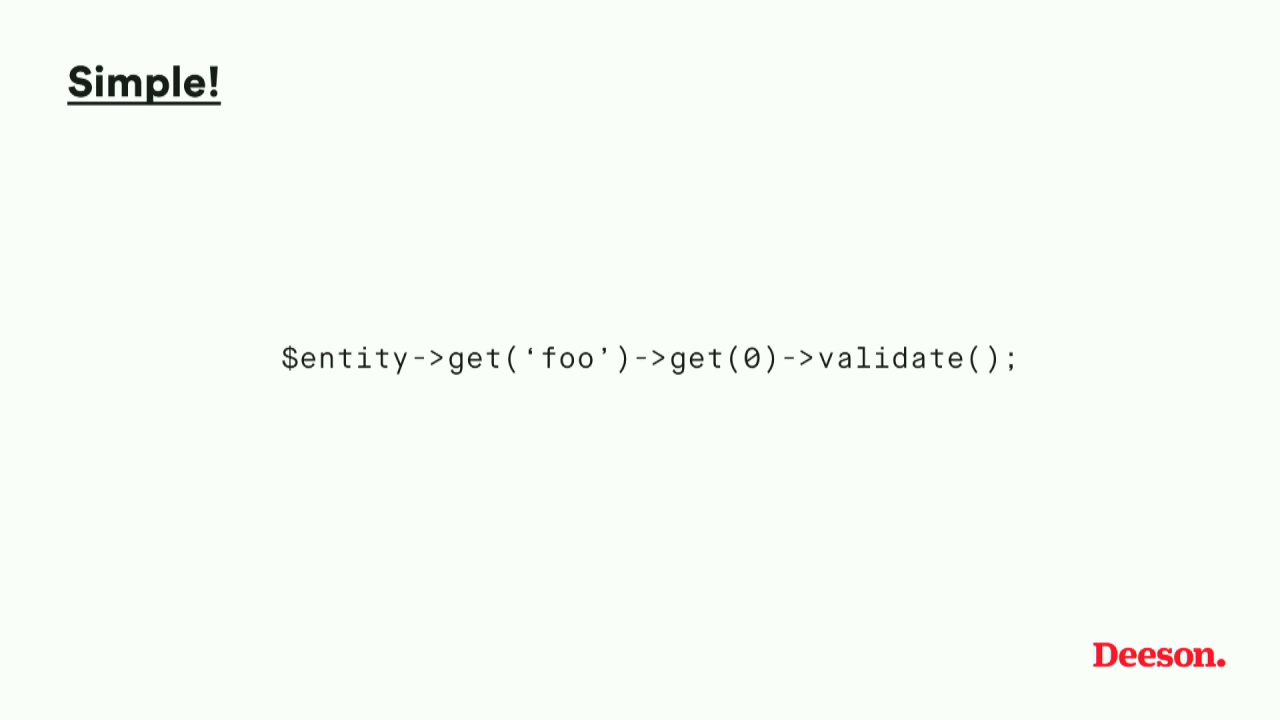 Simple!
$entity->get(‘foo’)->get(0)->validate();
Deeson.